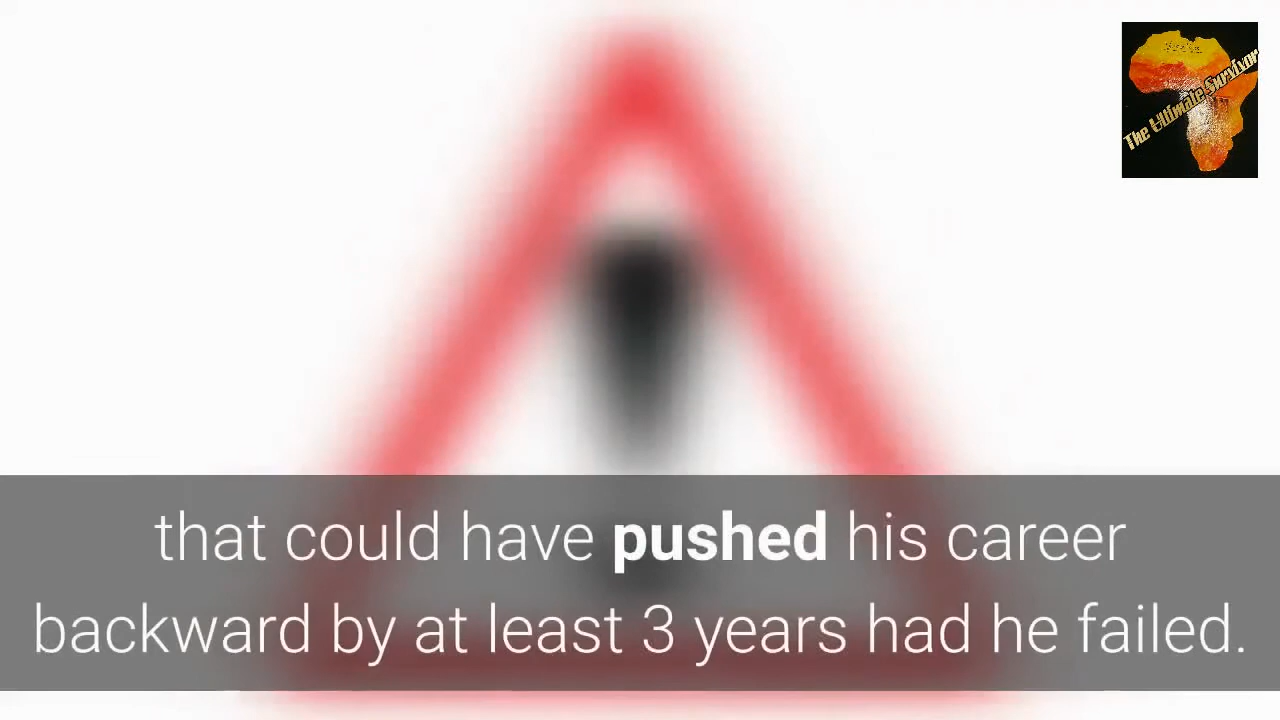 The Ultimate Survivor
that could have pushed his career
backward by at least 3 years had he failed.